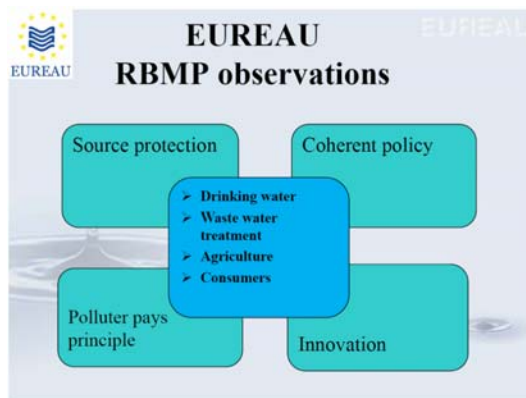 EUREAU
EUREAU
EUREAU
RBMP observations
Source protection
Coherent policy
➢ Drinking water
➢ Waste water
treatment
➢ Agriculture
➢ Consumers
Polluter pays
principle
Innovation